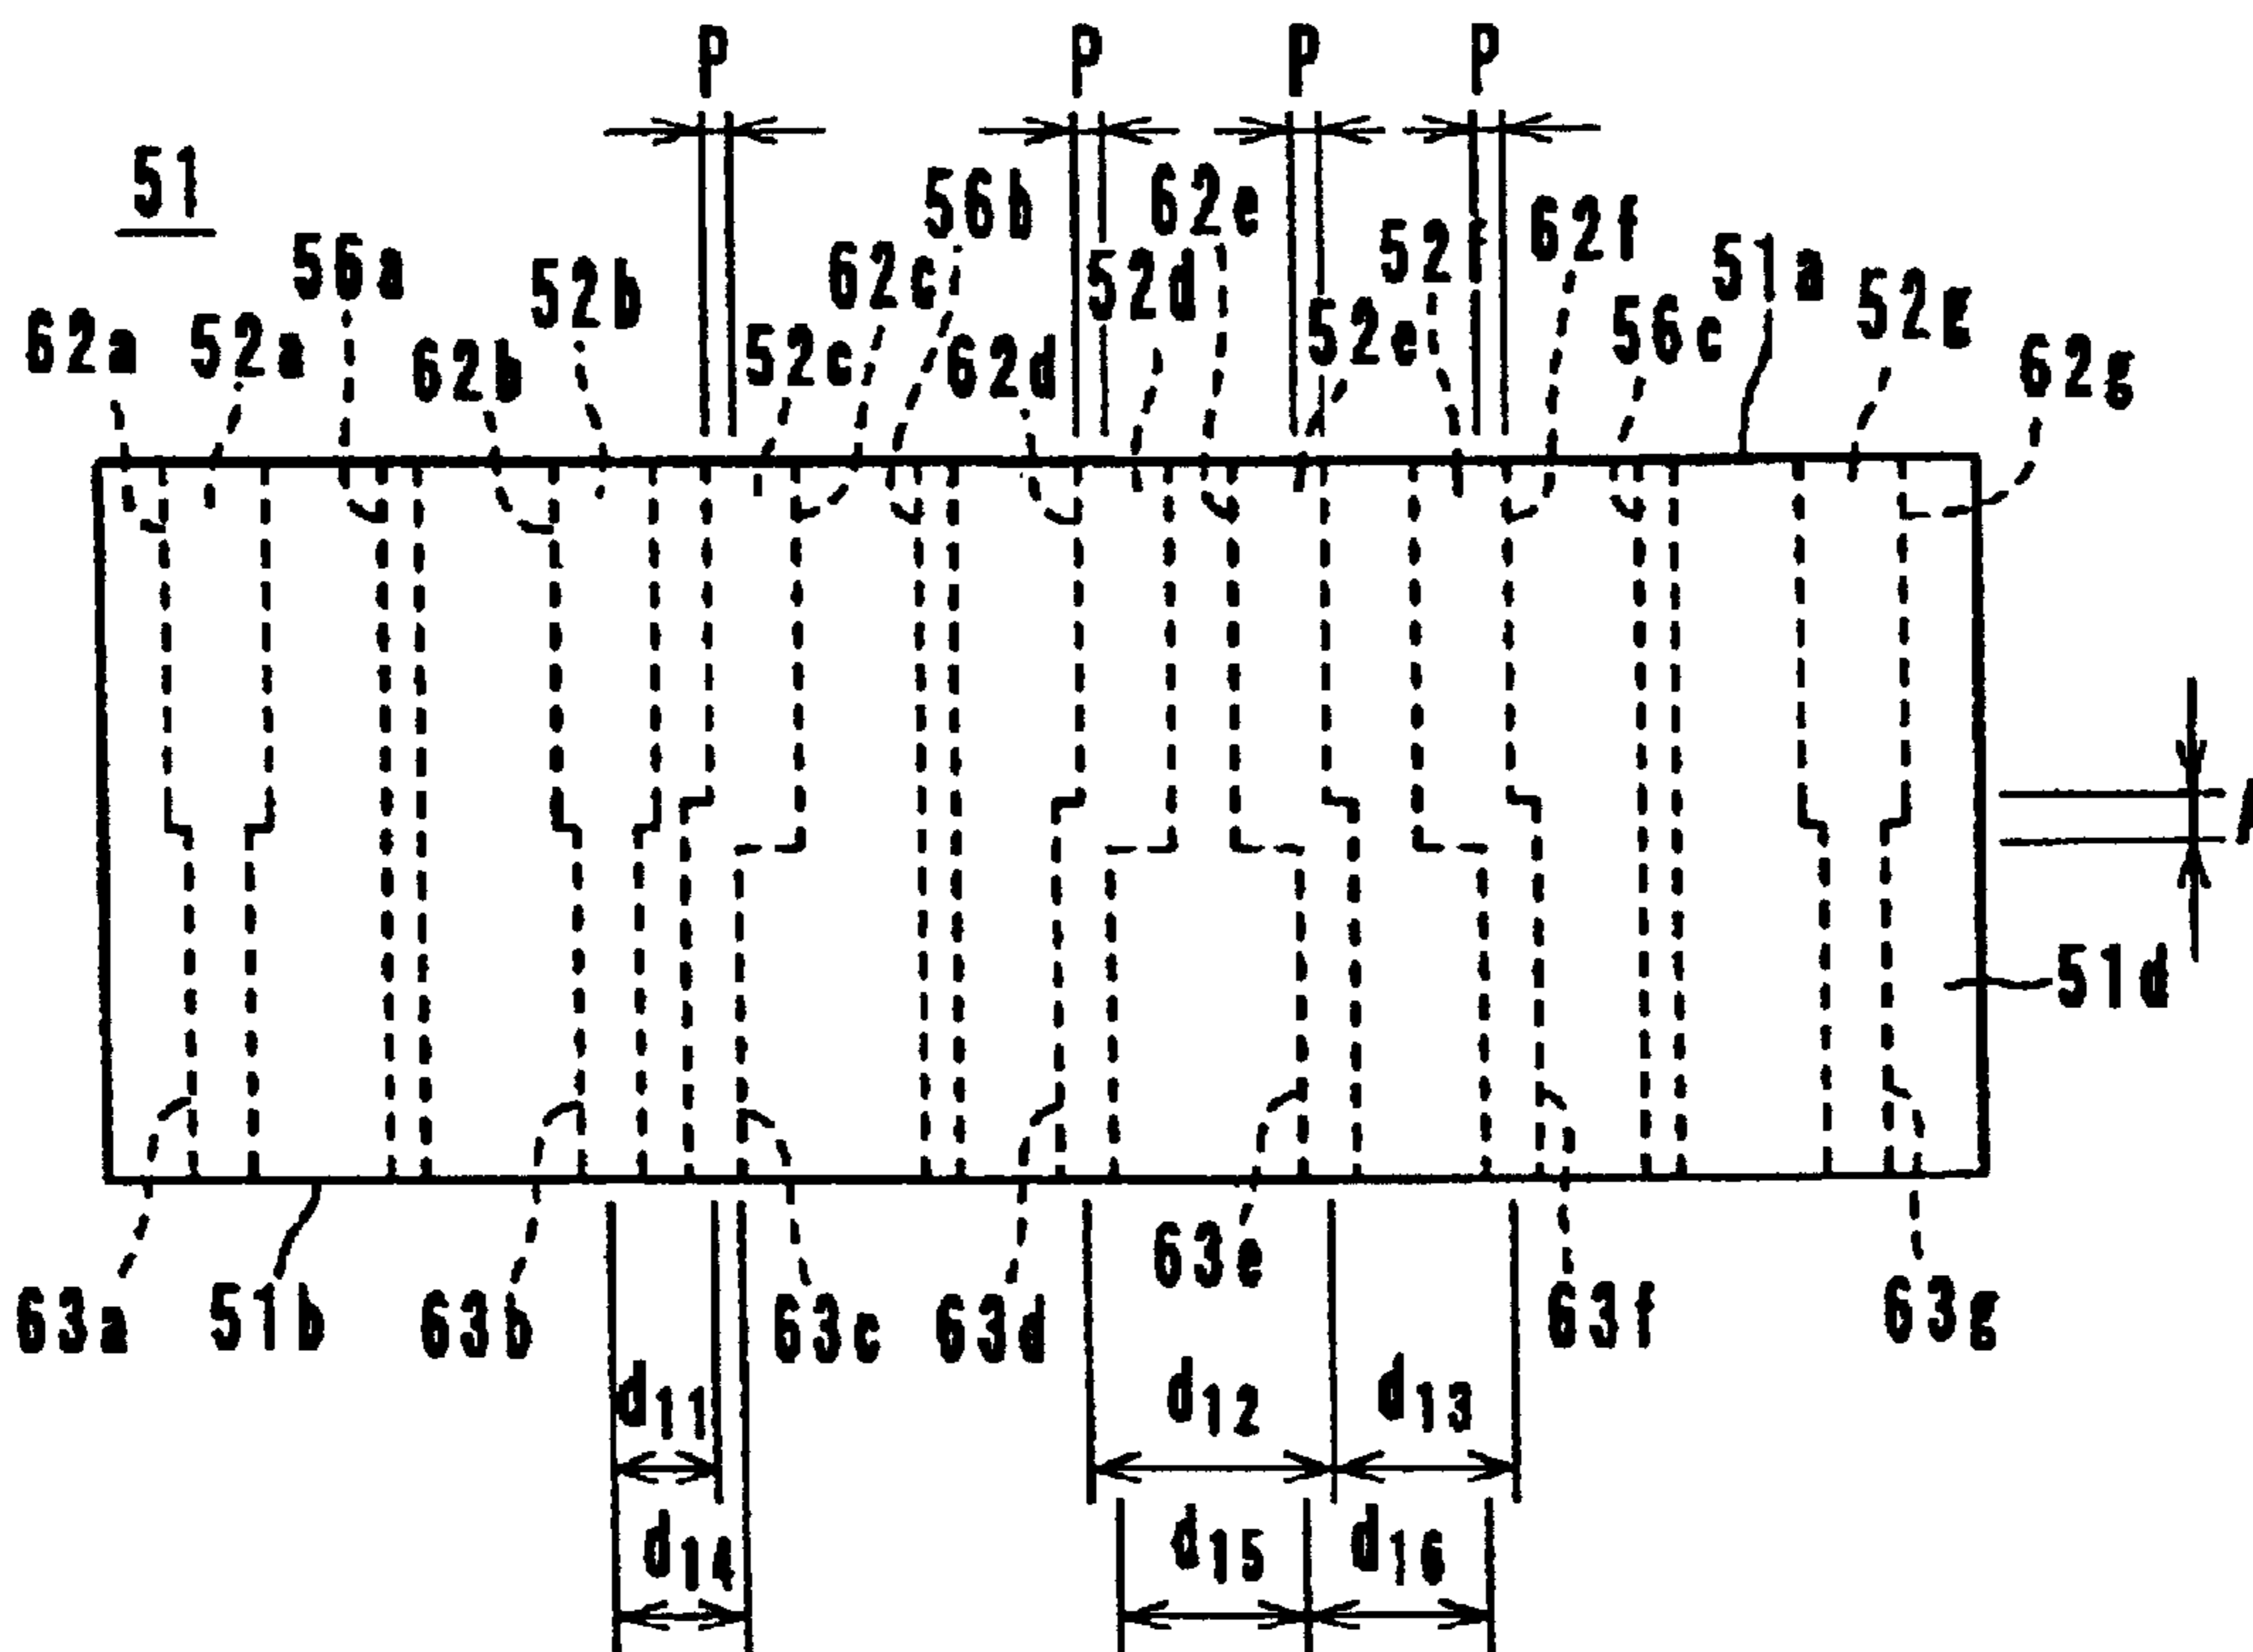 P P P P
51
56b 62e
62f
56a 62c 52f 51a
52b 52d 52g
62a 52a 62b 52c 62d 52e 56c 62g
51d
63e
63a 51b 63b 63c 63d 63f 63g
d11 d12 d13
d14 d15 d16